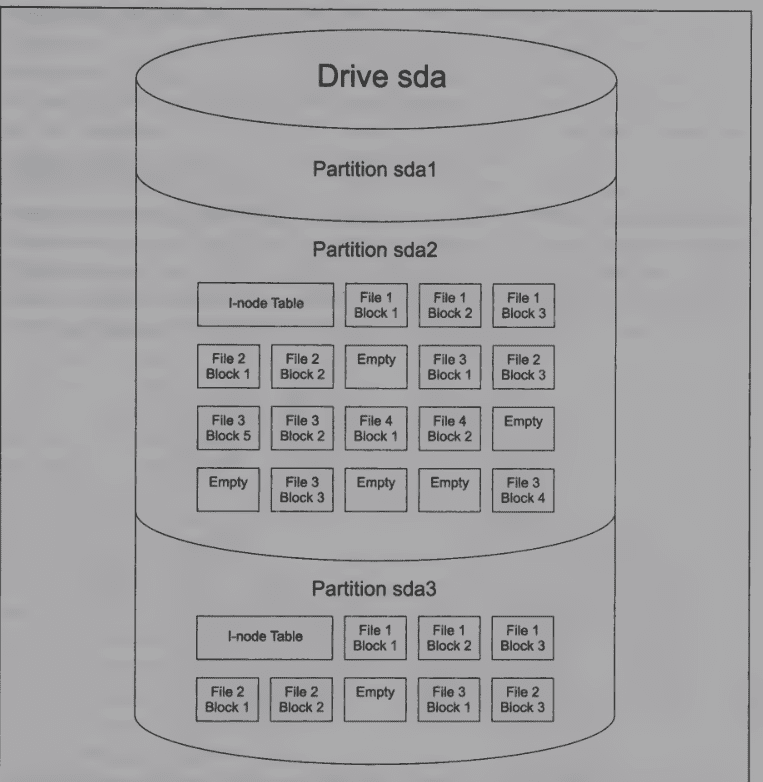 Drive sda
Partition sda1
Partition sda2
I-node Table
File 1
Block 1
File 1
Block 2
File 1
Block 3
File 2
Block 1
File 2
Block 2
Empty
File 3
Block 1
File 2
Block 3
File 3
Block 5
File 3
Block 2
File 4
Block 1
File 4
Block 2
Empty
Empty
File 3
Block 3
Empty
Empty
File 3
Block 4
Partition sda3
I-node Table
File 1
Block 1
File 1
Block 2
File 1
Block 3
File 2
Block 1
File 2
Block 2
Empty
File 3
Block 1
File 2
Block 3